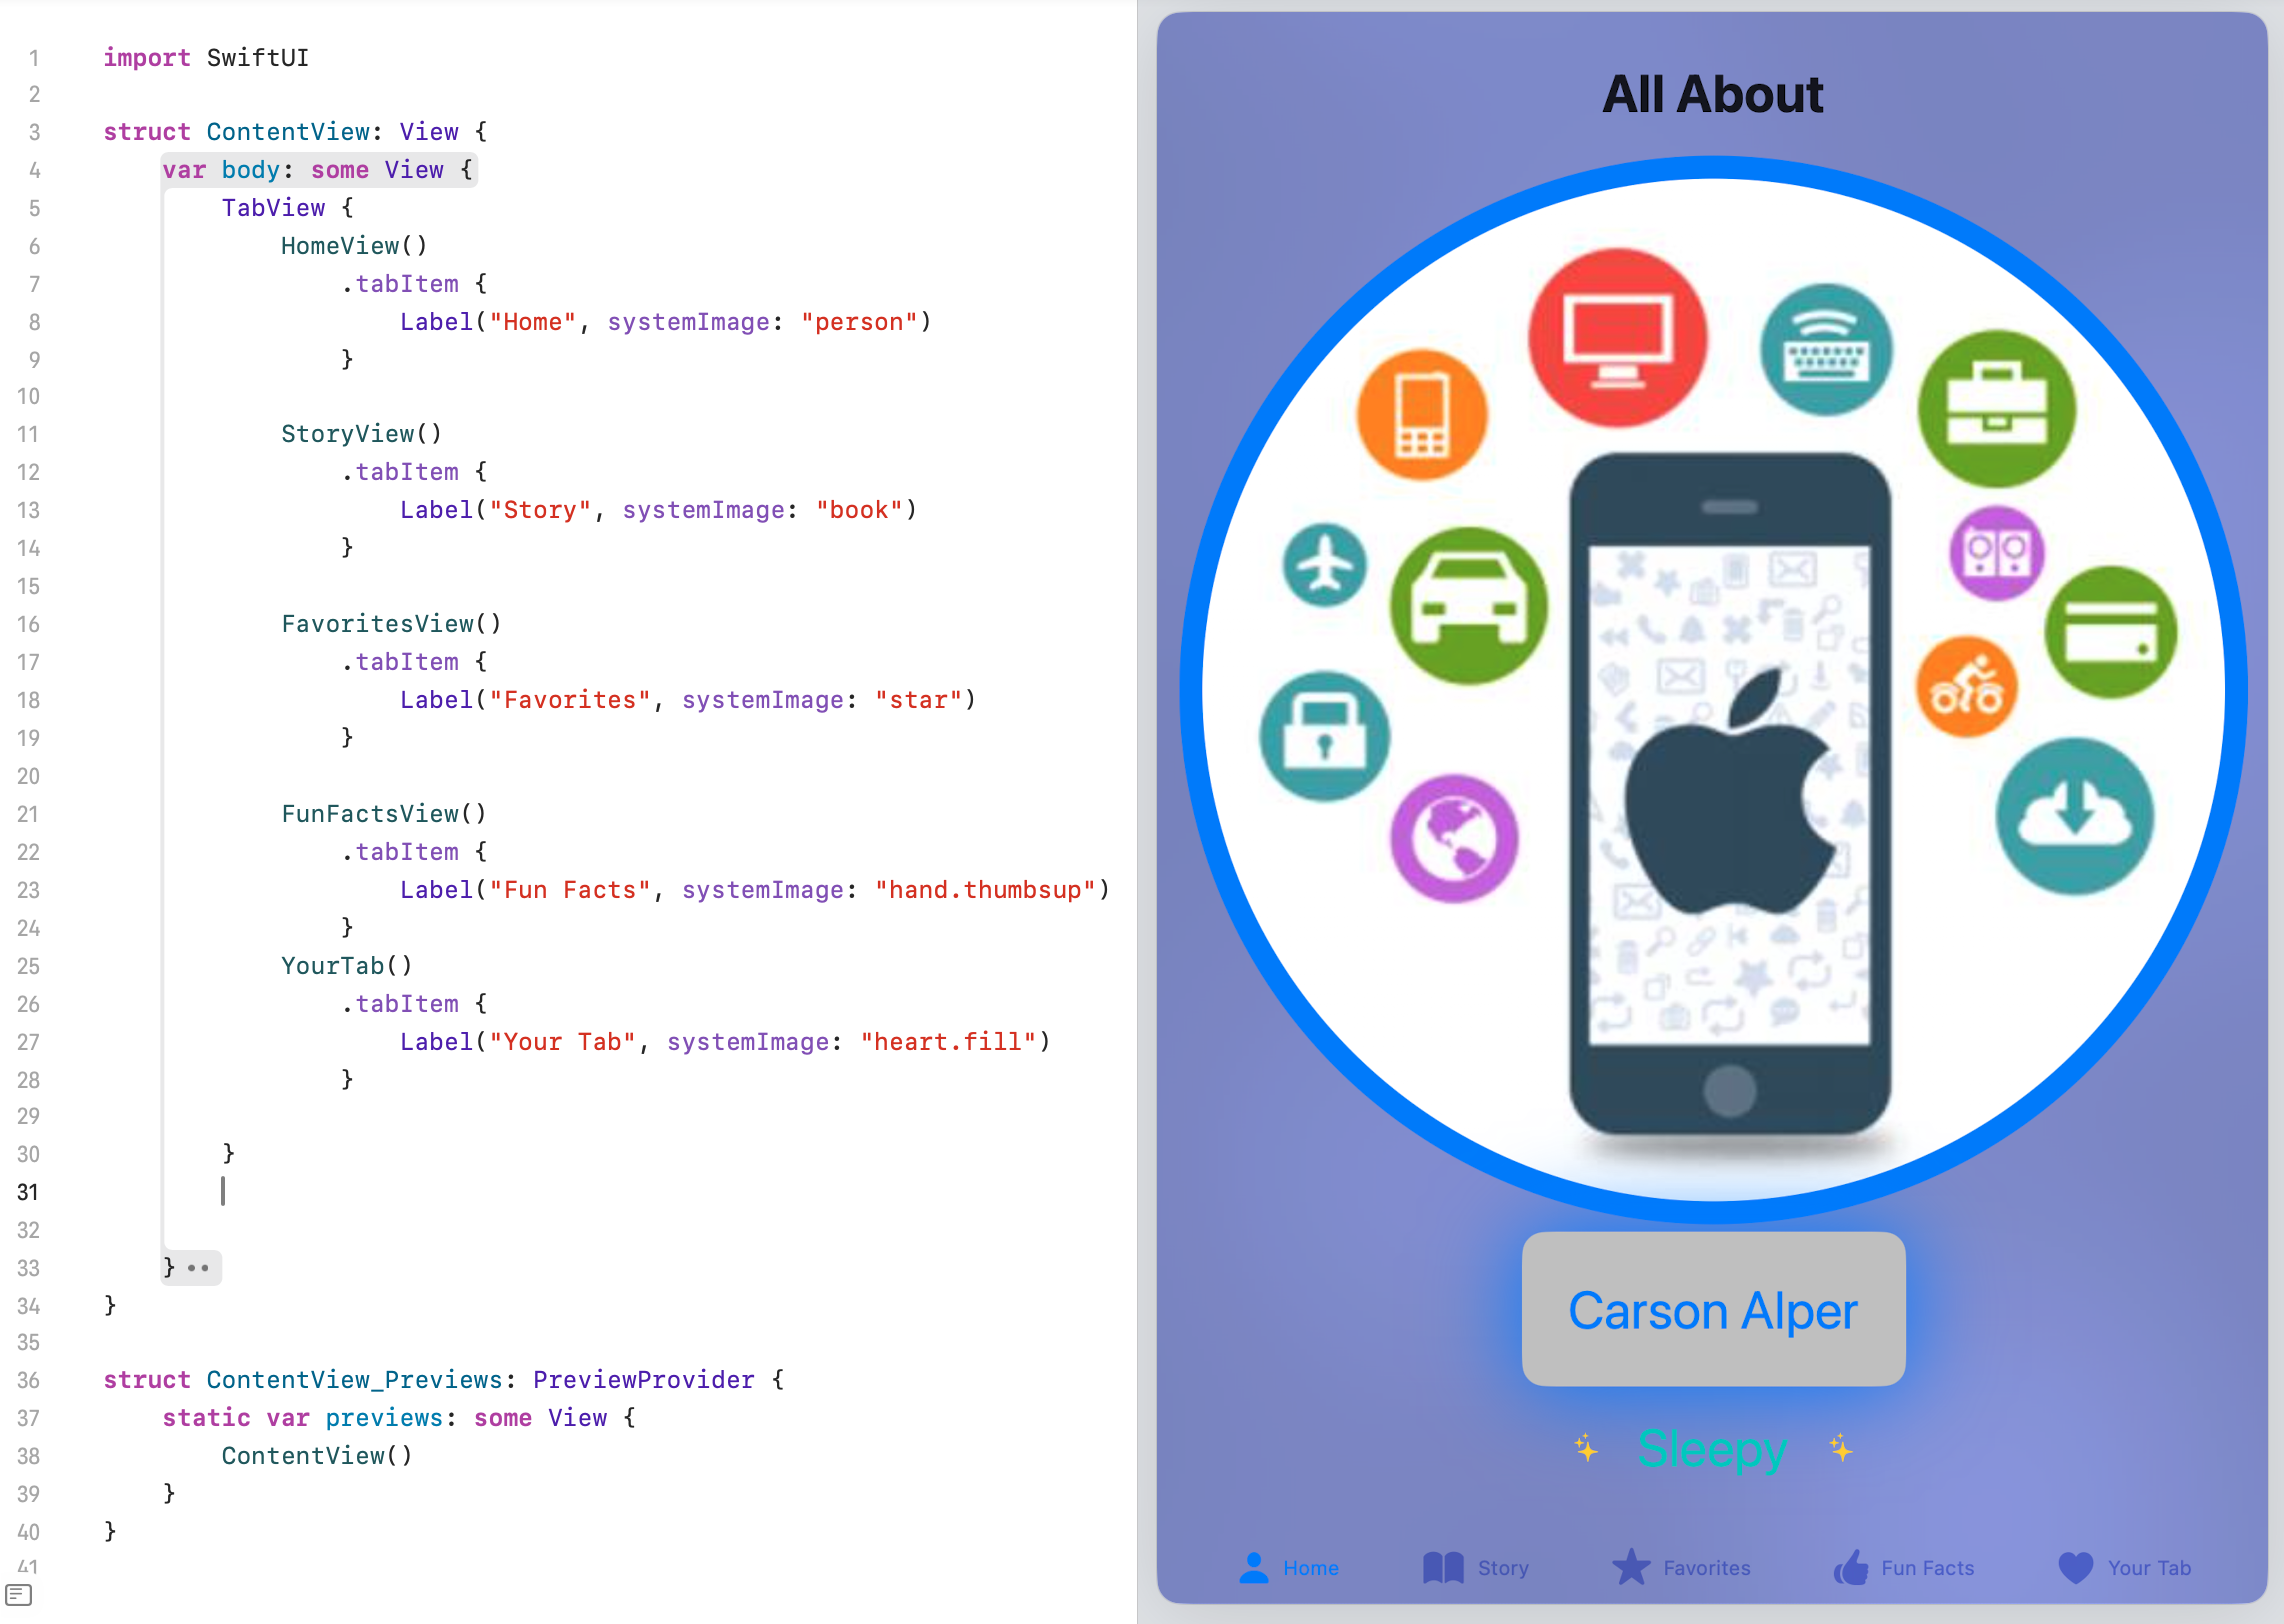 1 import SwiftUI
2
3 struct ContentView: View {
4 var body: some View {
5 TabView {
6 HomeView()
7 .tabItem {
8 Label("Home", systemImage: "person")
9 }
10
11 StoryView()
12 .tabItem {
13 Label("Story", systemImage: "book")
14 }
15
16 FavoritesView()
17 .tabItem {
18 Label("Favorites", systemImage: "star")
19 }
20
21 FunFactsView()
22 .tabItem {
23 Label("Fun Facts", systemImage: "hand.thumbsup")
24 }
25 YourTab()
26 .tabItem {
27 Label("Your Tab", systemImage: "heart.fill")
28 }
29
30 }
31
32
33 } ••
34 }
35
36 struct ContentView_Previews: PreviewProvider {
37 static var previews: some View {
38 ContentView()
39 }
40 }
41
All About
Carson Alper
✨ Sleepy ✨
Home Story Favorites Fun Facts Your Tab